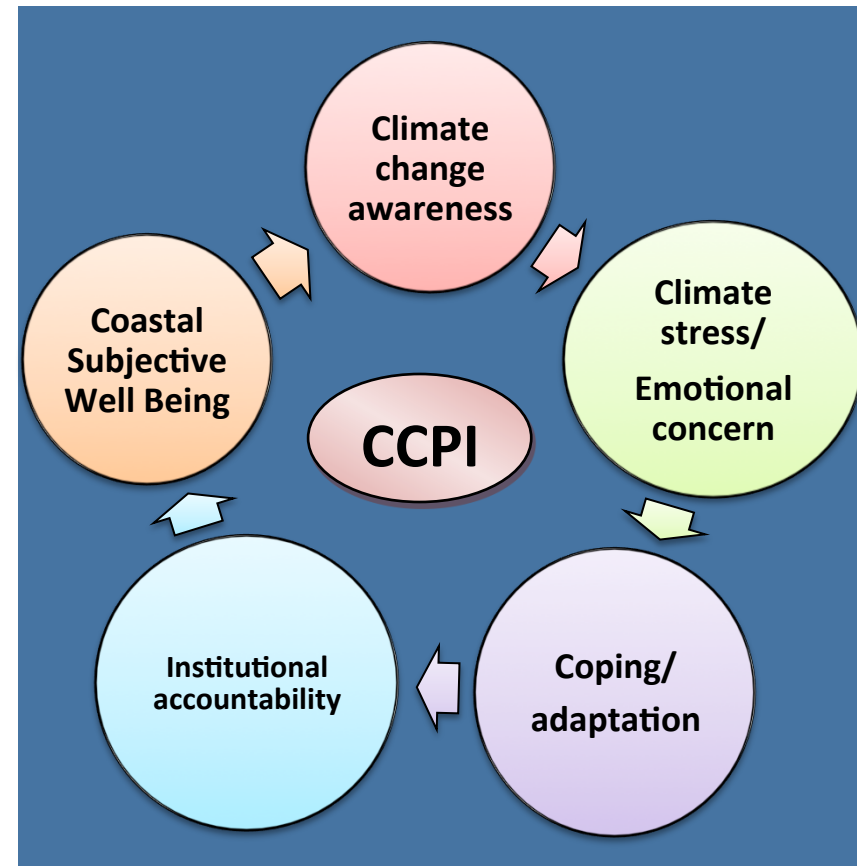 Climate
change
awareness
Climate
stress/
Emotional
concern
Coping/
adaptation
Institutional
accountability
Coastal
Subjective
Well Being
CCPI